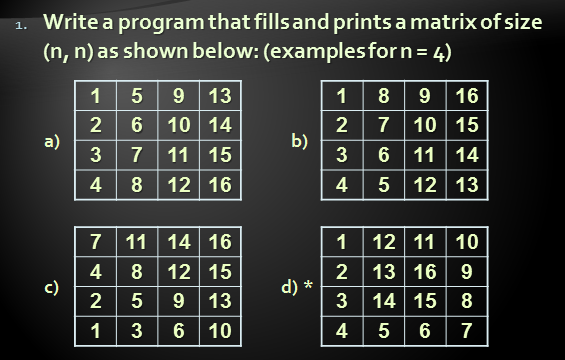 1. Write a program that fills and prints a matrix of size
(n, n) as shown below: (examples for n = 4)
a)
1 5 9 13
2 6 10 14
3 7 11 15
4 8 12 16
b)
1 8 9 16
2 7 10 15
3 6 11 14
4 5 12 13
c)
7 11 14 16
4 8 12 15
2 5 9 13
1 3 6 10
d) *
1 12 11 10
2 13 16 9
3 14 15 8
4 5 6 7